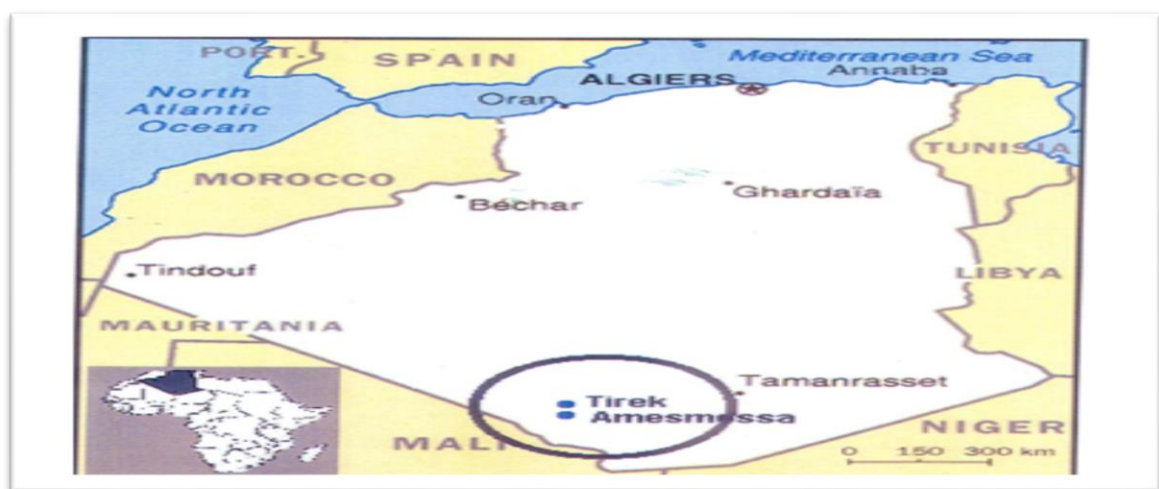 PORT.
SPAIN
Mediterranean Sea
ALGIERS
Annaba
North
Atlantic
Ocean
Oran
TUNISIA
MOROCCO
Ghardaïa
Béchar
Tindouf
LIBYA
MAURITANIA
Tamanrasset
Tirek
Amesmessa
MALI
NIGER
0 150 300 km